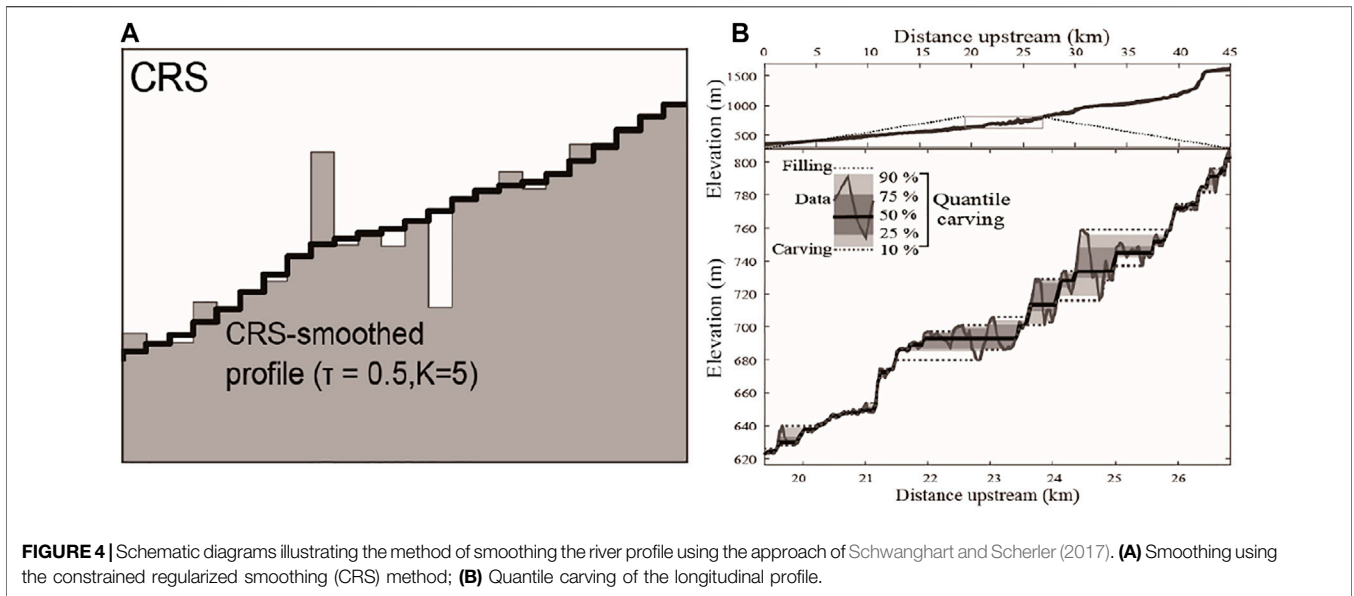 A
CRS
CRS-smoothed
profile (τ = 0.5,K=5)
B
Distance upstream (km)
0 5 10 15 20 25 30 35 40 45
Elevation (m)
1500
1000
500
Elevation (m)
800
780
760
740
720
700
680
660
640
620
Filling
Data
Carving
90 %
75 %
50 %
25 %
10 %
Quantile
carving
20 21 22 23 24 25 26
Distance upstream (km)
FIGURE 4 | Schematic diagrams illustrating the method of smoothing the river profile using the approach of Schwanghart and Scherler (2017). (A) Smoothing using
the constrained regularized smoothing (CRS) method; (B) Quantile carving of the longitudinal profile.